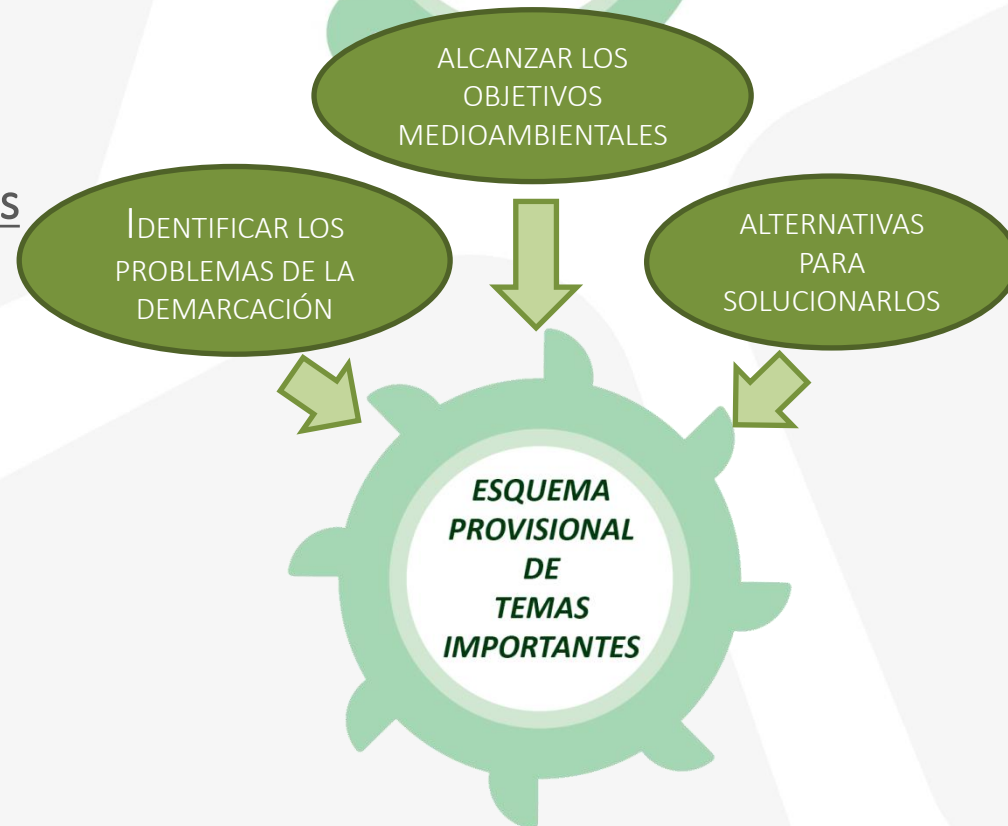 ALCANZAR LOS
OBJETIVOS
MEDIOAMBIENTALES
S
IDENTIFICAR LOS
PROBLEMAS DE LA
DEMARCACIÓN
ALTERNATIVAS
PARA
SOLUCIONARLOS
ESQUEMA
PROVISIONAL
DE
TEMAS
IMPORTANTES